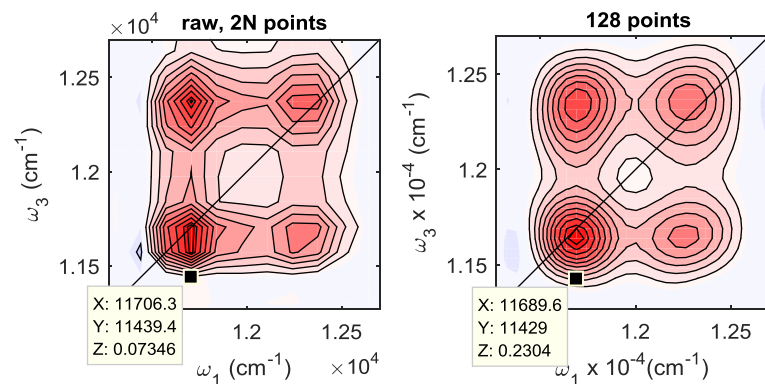 ×10⁴
raw, 2N points
1.25
1.2
1.15
ω₃ (cm⁻¹)
X: 11706.3
Y: 11439.4
Z: 0.07346
1.2
1.25
ω₁ (cm⁻¹)
×10⁴
128 points
1.25
1.2
1.15
ω₃ x 10⁻⁴ (cm⁻¹)
X: 11689.6
Y: 11429
Z: 0.2304
1.2
1.25
ω₁ x 10⁻⁴(cm⁻¹)